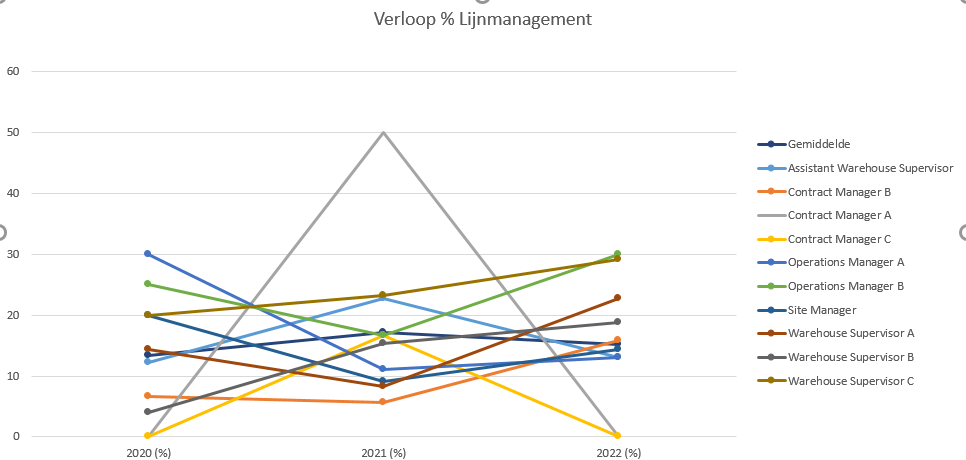 Verloop % Lijnmanagement
60
50
40
30
20
10
0
2020 (%)
2021 (%)
2022 (%)
Gemiddelde
Assistant Warehouse Supervisor
Contract Manager B
Contract Manager A
Contract Manager C
Operations Manager A
Operations Manager B
Site Manager
Warehouse Supervisor A
Warehouse Supervisor B
Warehouse Supervisor C